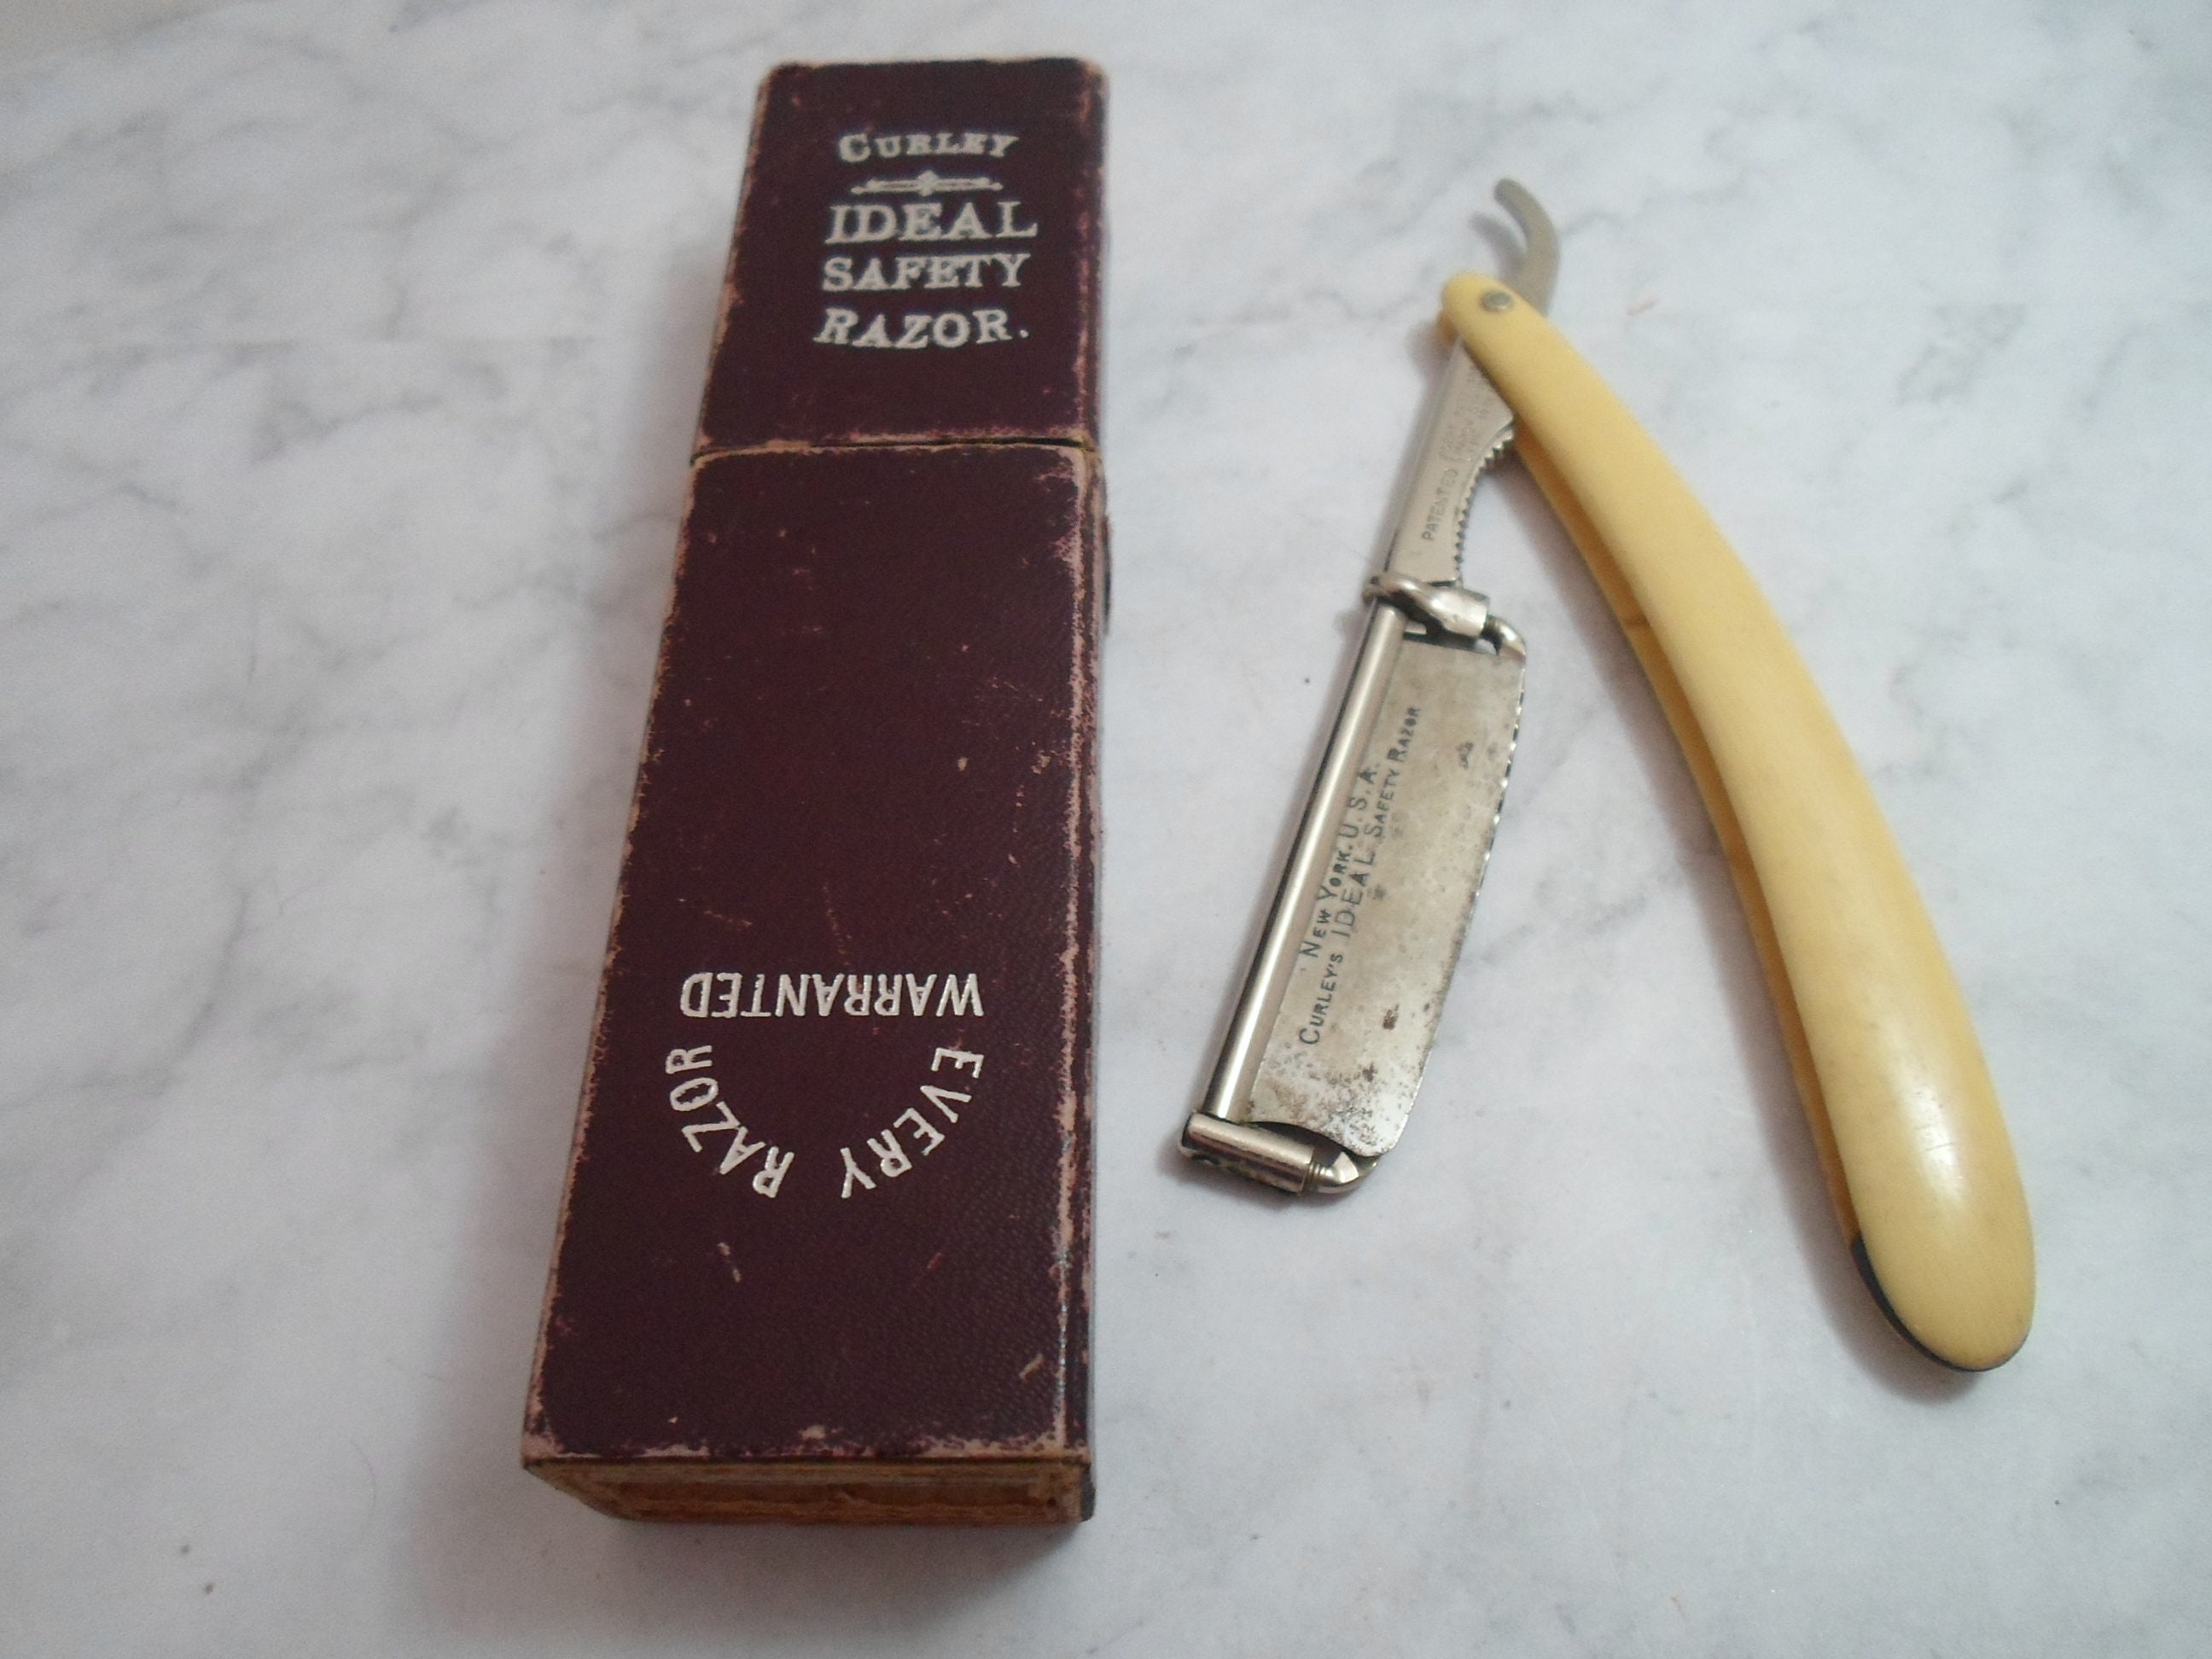 CURLEY
IDEAL
SAFETY
RAZOR.
EVERY RAZOR
WARRANTED
PATENTED
NEW YORK. U.S.A.
CURLEY'S IDEAL SAFETY RAZOR